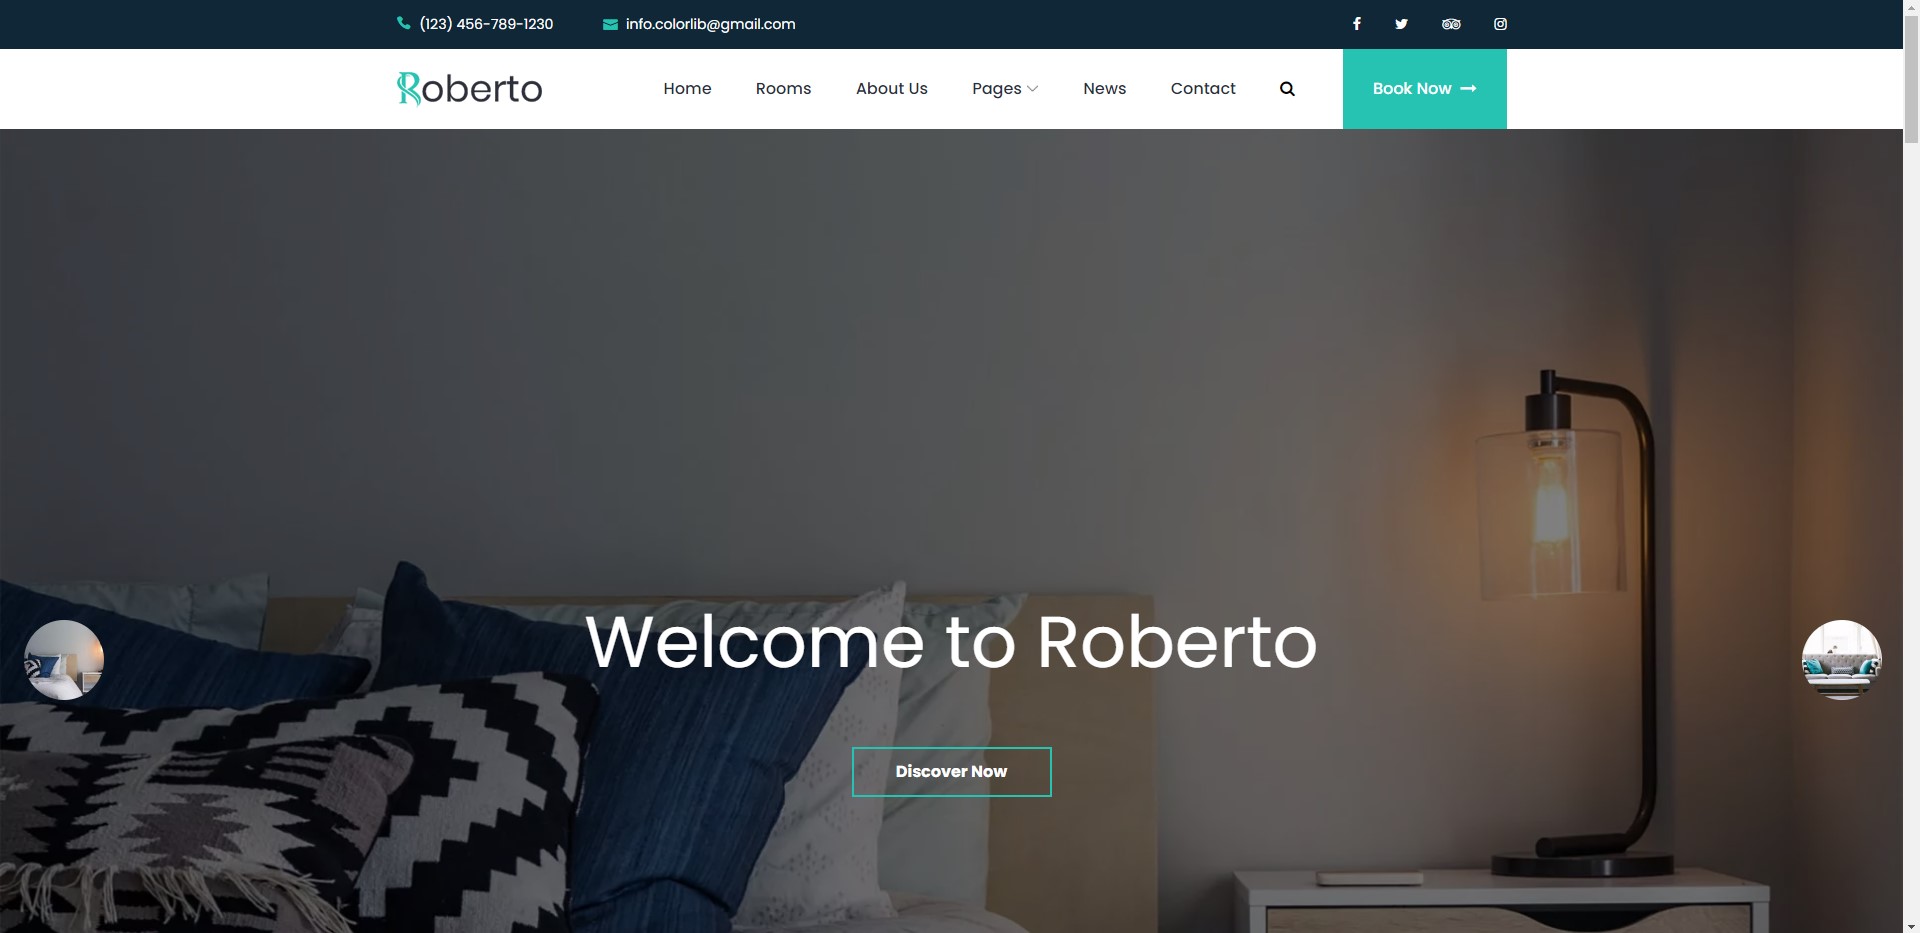 (123) 456-789-1230 info.colorlib@gmail.com
Roberto Home Rooms About Us Pages News Contact Book Now
Welcome to Roberto
Discover Now